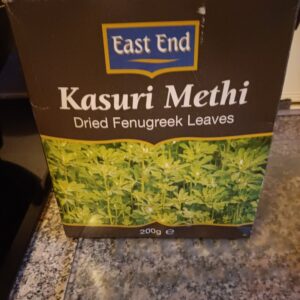 East End
Kasuri Methi
Dried Fenugreek Leaves
200g ℮